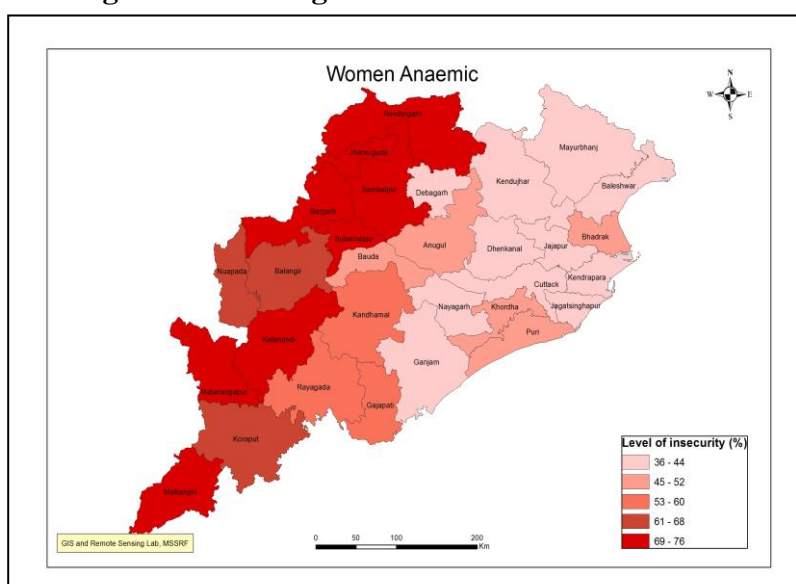 Women Anaemic
N
W E
S
Sundargarh
Jharsuguda
Sambalpur
Debagarh
Kendujhar
Mayurbhanj
Baleshwar
Bargarh
Subarnapur
Bauda
Anugul
Dhenkanal
Jajapur
Bhadrak
Nuapada
Balangir
Cuttack
Kendrapara
Jagatsinghapur
Kandhamal
Nayagarh
Khordha
Puri
Kalahandi
Ganjam
Nabarangapur
Rayagada
Gajapati
Koraput
Malkangiri
Level of insecurity (%)
36 - 44
45 - 52
53 - 60
61 - 68
69 - 76
GIS and Remote Sensing Lab, MSSRF
0 50 100 200
Km